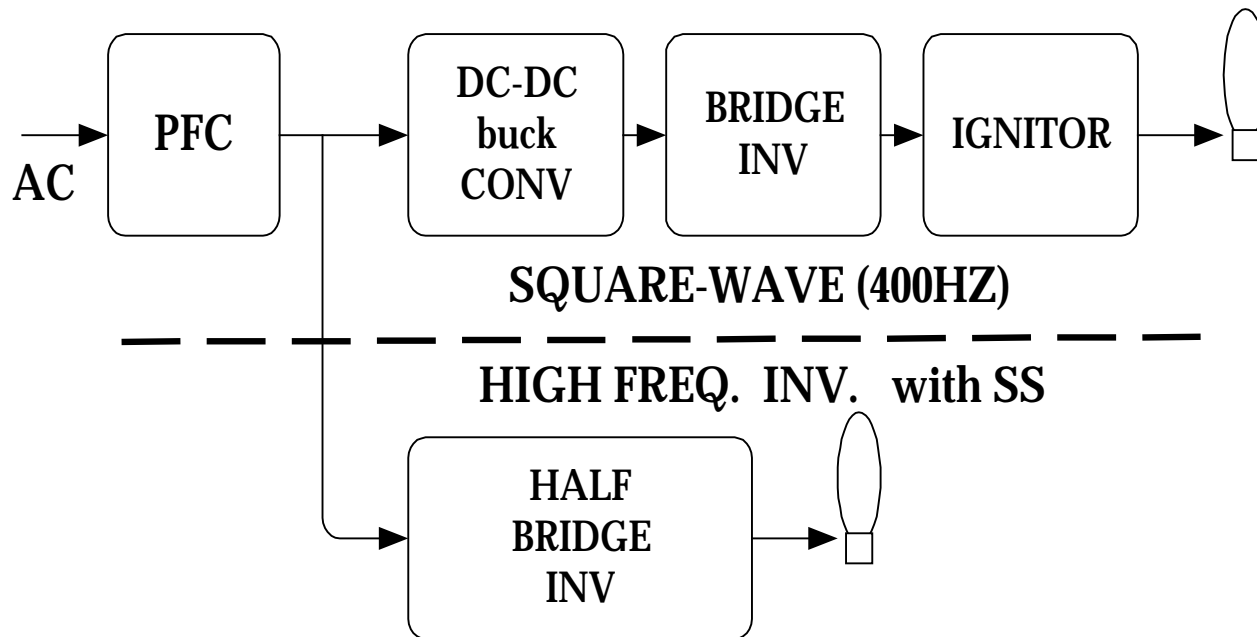 AC
PFC
DC-DC
buck
CONV
BRIDGE
INV
IGNITOR
SQUARE-WAVE (400HZ)
HIGH FREQ. INV. with SS
HALF
BRIDGE
INV